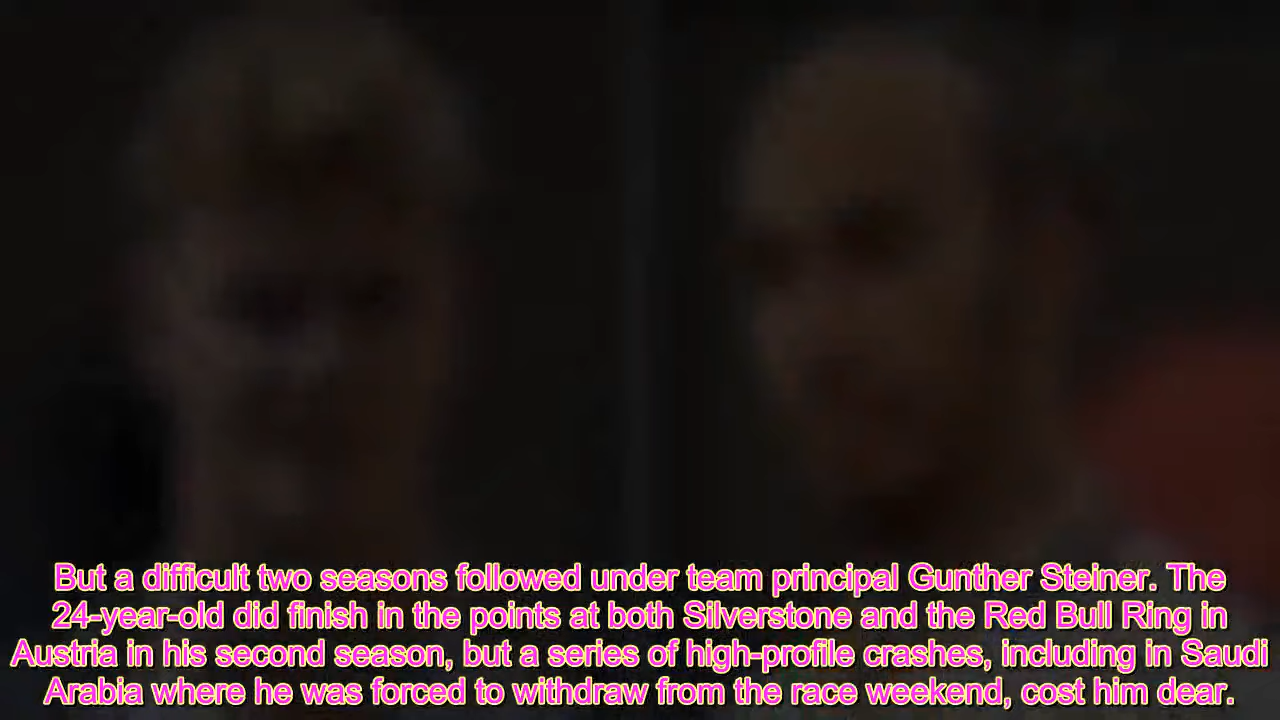 But a difficult two seasons followed under team principal Gunther Steiner. The
24-year-old did finish in the points at both Silverstone and the Red Bull Ring in
Austria in his second season, but a series of high-profile crashes, including in Saudi
Arabia where he was forced to withdraw from the race weekend, cost him dear.